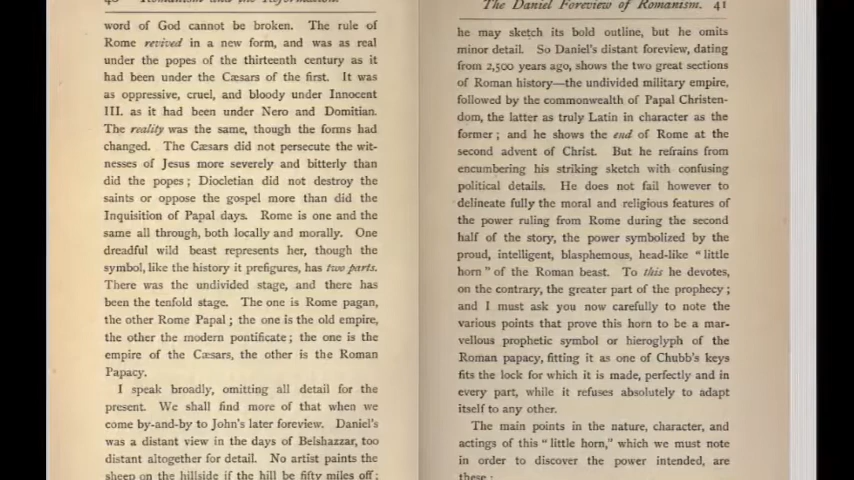 word of God cannot be broken. The rule of
Rome revived in a new form, and was as real
under the popes of the thirteenth century as it
had been under the Cæsars of the first. It was
as oppressive, cruel, and bloody under Innocent
III. as it had been under Nero and Domitian.
The reality was the same, though the forms had
changed. The Cæsars did not persecute the wit-
nesses of Jesus more severely and bitterly than
did the popes; Diocletian did not destroy the
saints or oppose the gospel more than did the
Inquisition of Papal days. Rome is one and the
same all through, both locally and morally. One
dreadful wild beast represents her, though the
symbol, like the history it prefigures, has two parts.
There was the undivided stage, and there has
been the tenfold stage. The one is Rome pagan,
the other Rome Papal; the one is the old empire,
the other the modern pontificate; the one is the
empire of the Cæsars, the other is the Roman
Papacy.
I speak broadly, omitting all detail for the
present. We shall find more of that when we
come by-and-by to John's later foreview. Daniel's
was a distant view in the days of Belshazzar, too
distant altogether for detail. No artist paints the
sheep on the hillside if the hill be fifty miles off;
The Daniel Foreview of Romanism. 41
he may sketch its bold outline, but he omits
minor detail. So Daniel's distant foreview, dating
from 2,500 years ago, shows the two great sections
of Roman history—the undivided military empire,
followed by the commonwealth of Papal Christen-
dom, the latter as truly Latin in character as the
former; and he shows the end of Rome at the
second advent of Christ. But he refrains from
encumbering his striking sketch with confusing
political details. He does not fail however to
delineate fully the moral and religious features of
the power ruling from Rome during the second
half of the story, the power symbolized by the
proud, intelligent, blasphemous, head-like "little
horn" of the Roman beast. To this he devotes,
on the contrary, the greater part of the prophecy;
and I must ask you now carefully to note the
various points that prove this horn to be a mar-
vellous prophetic symbol or hieroglyph of the
Roman papacy, fitting it as one of Chubb's keys
fits the lock for which it is made, perfectly and in
every part, while it refuses absolutely to adapt
itself to any other.
The main points in the nature, character, and
actings of this "little horn," which we must note
in order to discover the power intended, are
these: